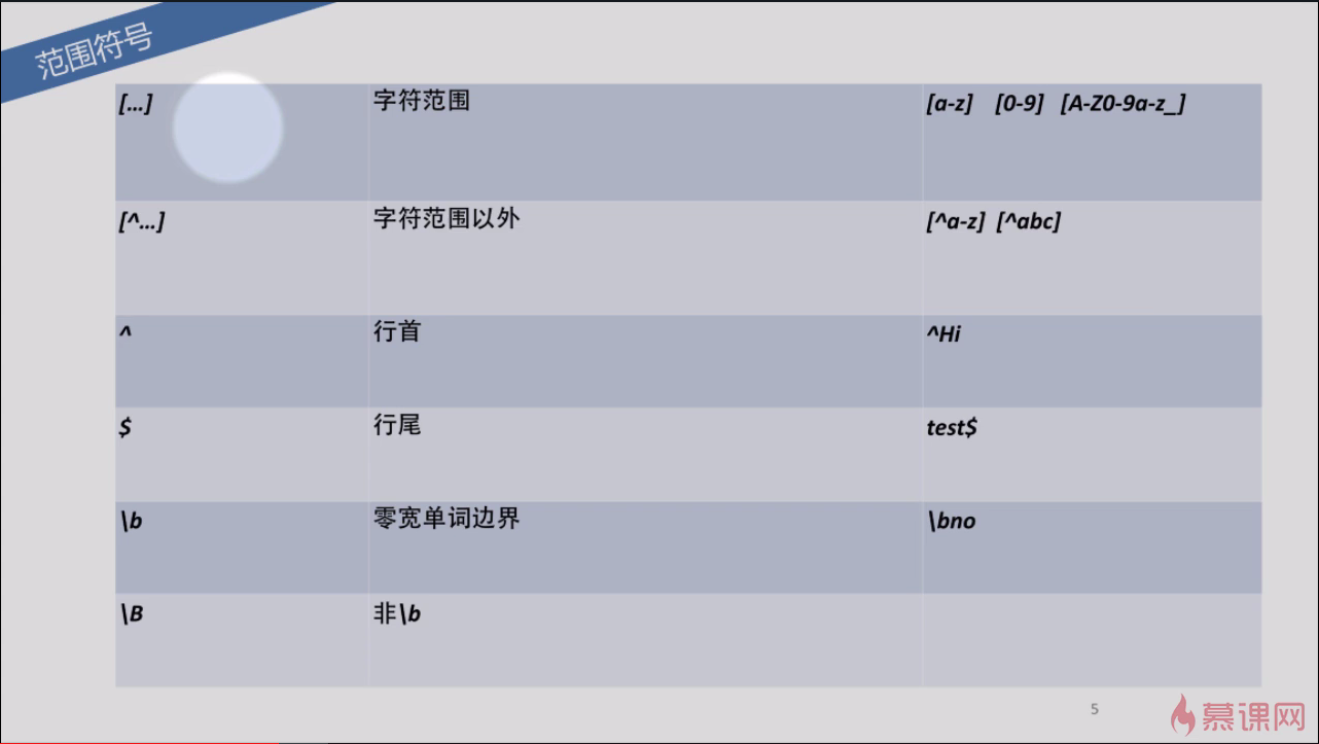 范围符号
[...] 字符范围 [a-z] [0-9] [A-Z0-9a-z_]
[^...] 字符范围以外 [^a-z] [^abc]
^ 行首 ^Hi
$ 行尾 test$
\b 零宽单词边界 \bno
\B 非\b
5
慕课网